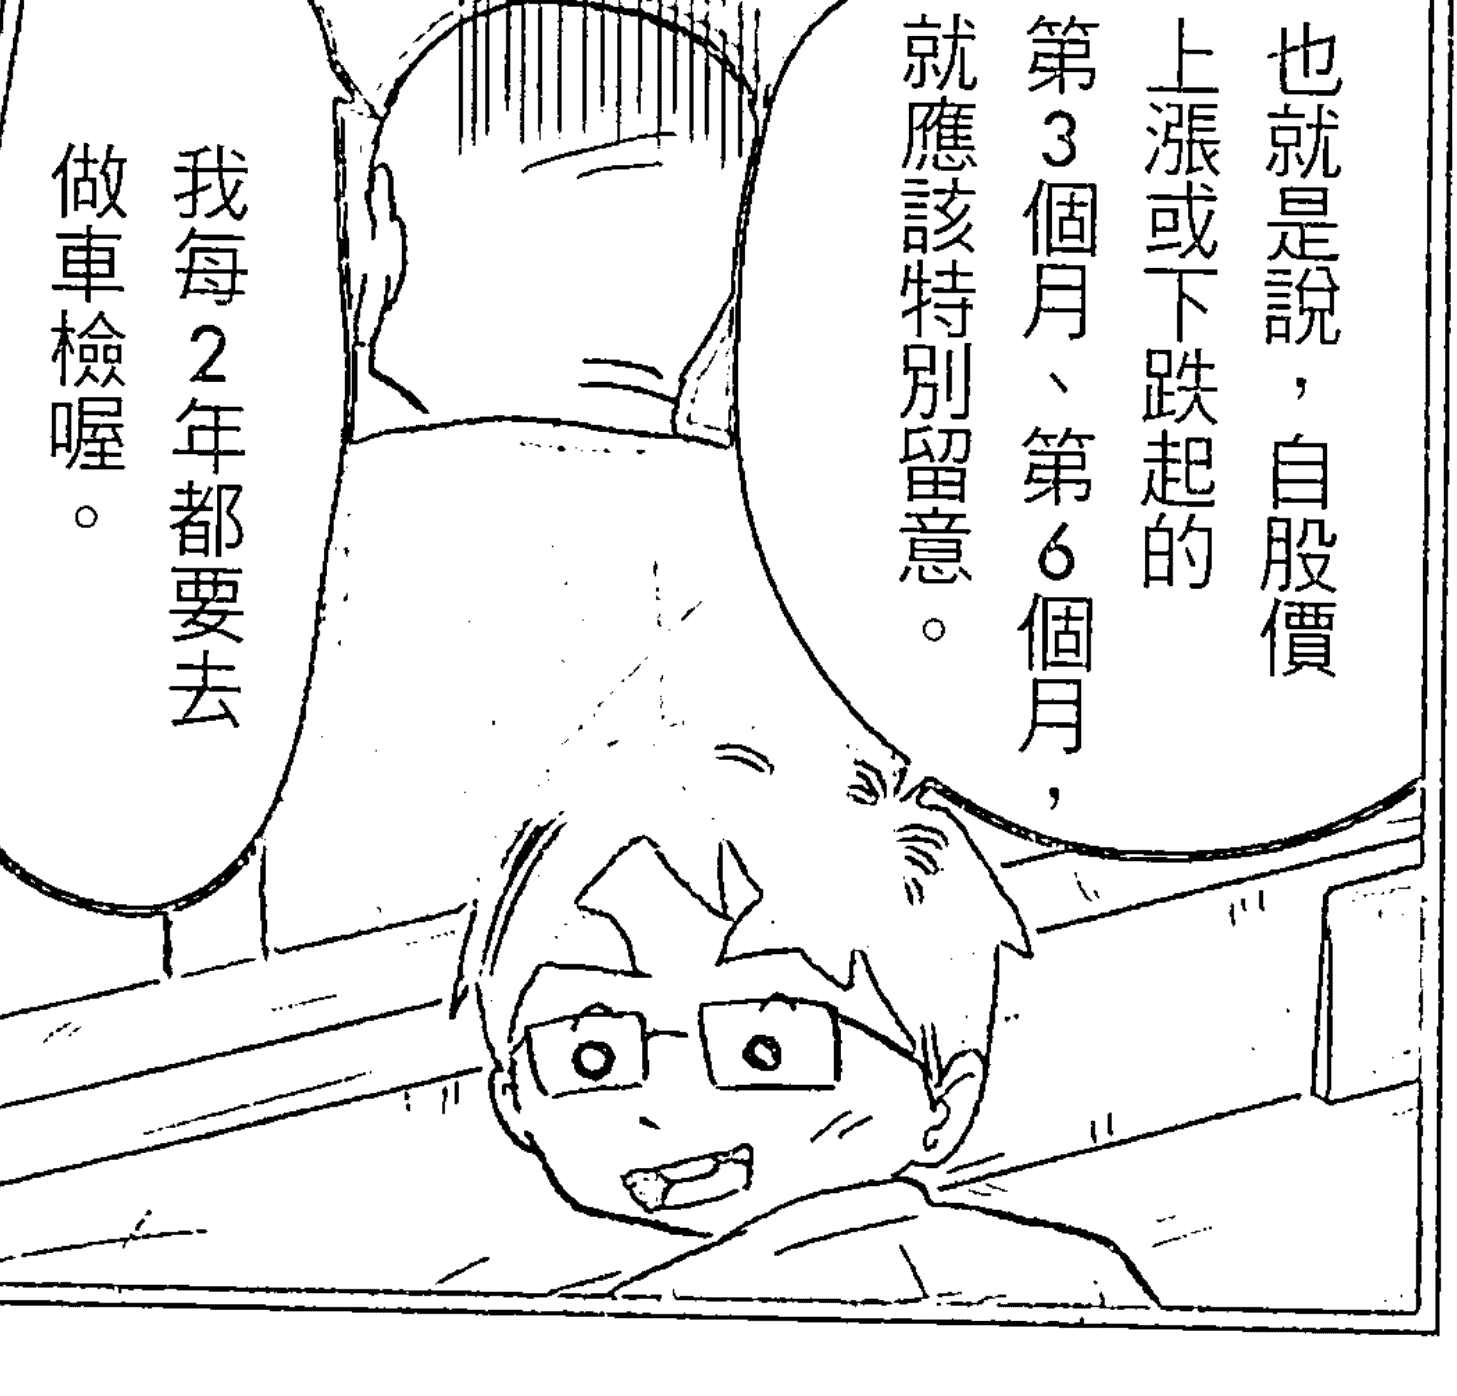 也就是說，自股價
上漲或下跌起的
第3個月、第6個月，
就應該特別留意。
我每2年都要去
做車檢喔。